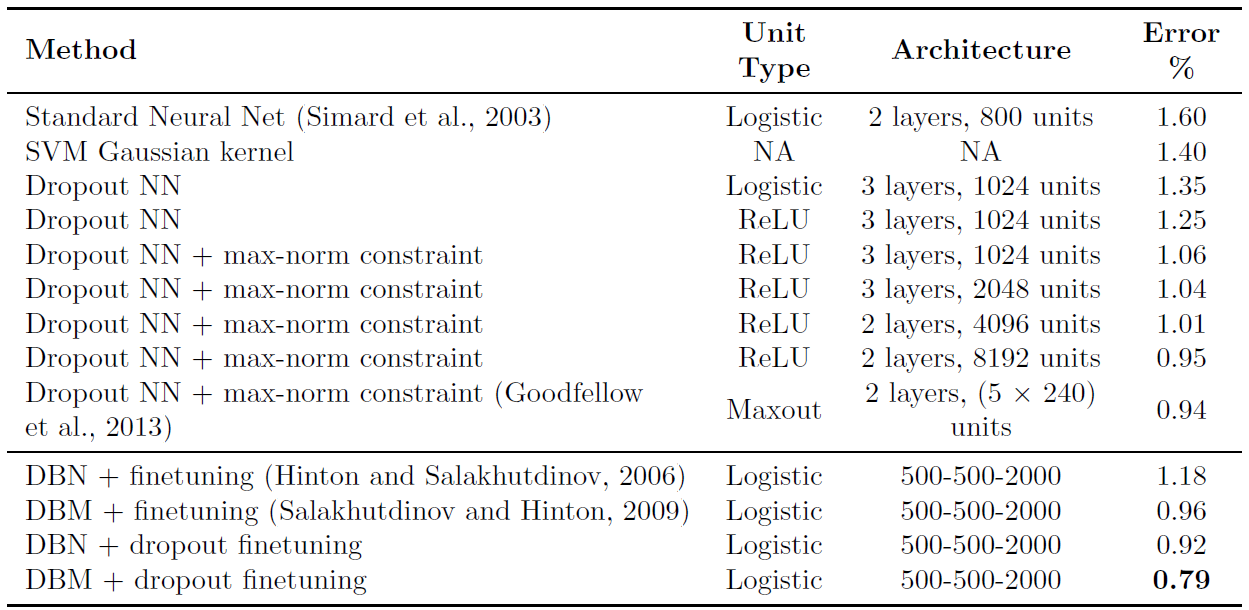 Method Unit Type Architecture Error %
Standard Neural Net (Simard et al., 2003) Logistic 2 layers, 800 units 1.60
SVM Gaussian kernel NA NA 1.40
Dropout NN Logistic 3 layers, 1024 units 1.35
Dropout NN ReLU 3 layers, 1024 units 1.25
Dropout NN + max-norm constraint ReLU 3 layers, 1024 units 1.06
Dropout NN + max-norm constraint ReLU 3 layers, 2048 units 1.04
Dropout NN + max-norm constraint ReLU 2 layers, 4096 units 1.01
Dropout NN + max-norm constraint ReLU 2 layers, 8192 units 0.95
Dropout NN + max-norm constraint (Goodfellow et al., 2013) Maxout 2 layers, (5 × 240) units 0.94
DBN + finetuning (Hinton and Salakhutdinov, 2006) Logistic 500-500-2000 1.18
DBM + finetuning (Salakhutdinov and Hinton, 2009) Logistic 500-500-2000 0.96
DBN + dropout finetuning Logistic 500-500-2000 0.92
DBM + dropout finetuning Logistic 500-500-2000 0.79